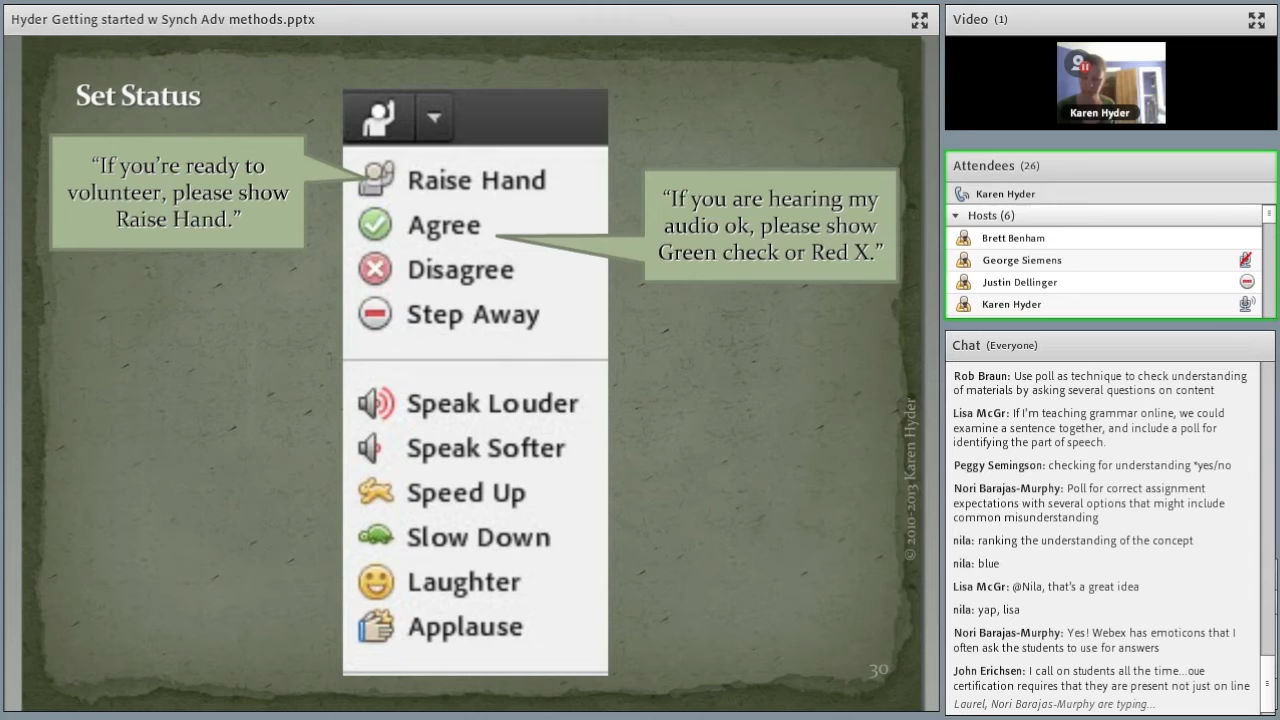 Hyder Getting started w Synch Adv methods.pptx
Set Status
“If you’re ready to
volunteer, please show
Raise Hand.”
Raise Hand
Agree
Disagree
Step Away
“If you are hearing my
audio ok, please show
Green check or Red X.”
Speak Louder
Speak Softer
Speed Up
Slow Down
Laughter
Applause
© 2010-2013 Karen Hyder
30
Video (1)
Karen Hyder
Attendees (26)
Karen Hyder
Hosts (6)
Brett Benham
George Siemens
Justin Dellinger
Karen Hyder
Chat (Everyone)
Rob Braun: Use poll as technique to check understanding
of materials by asking several questions on content
Lisa McGr: If I'm teaching grammar online, we could
examine a sentence together, and include a poll for
identifying the part of speech.
Peggy Semingson: checking for understanding *yes/no
Nori Barajas-Murphy: Poll for correct assignment
expectations with several options that might include
common misunderstanding
nila: ranking the understanding of the concept
nila: blue
Lisa McGr: @Nila, that's a great idea
nila: yap, lisa
Nori Barajas-Murphy: Yes! Webex has emoticons that I
often ask the students to use for answers
John Erichsen: I call on students all the time...oue
certification requires that they are present not just on line
Laurel, Nori Barajas-Murphy are typing...